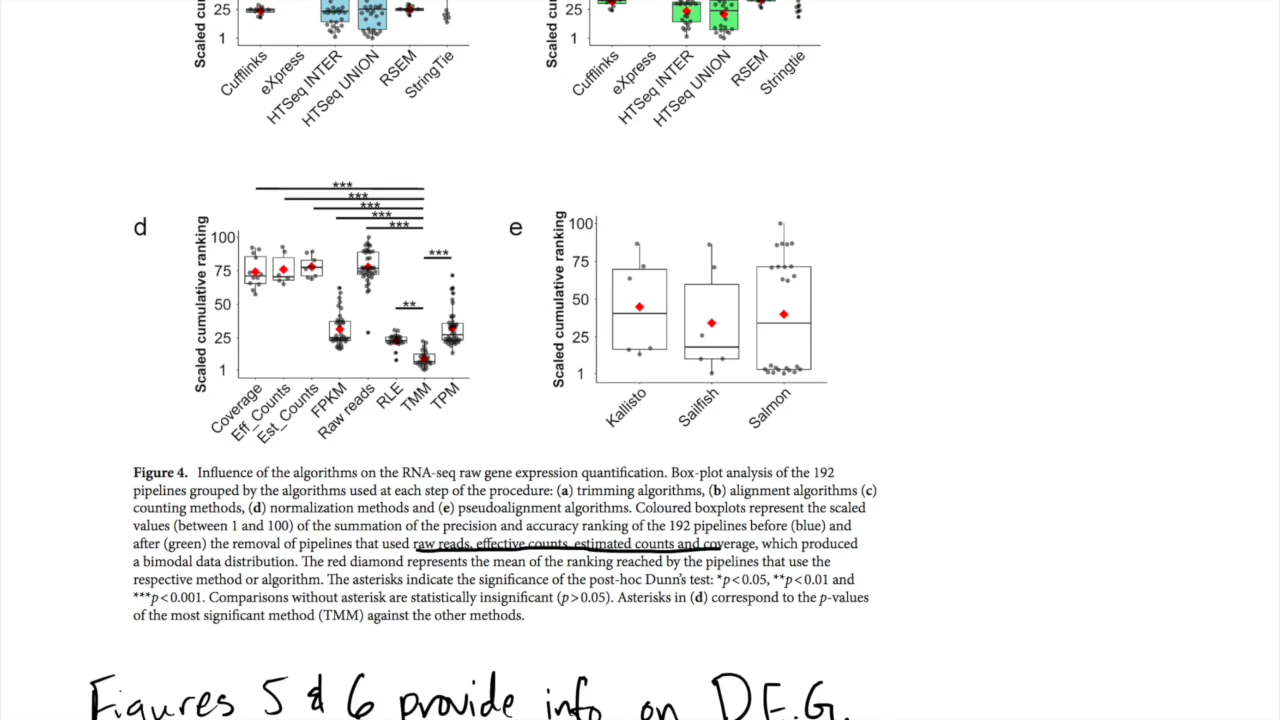 Scaled cu
25
1
Cufflinks
eXpress
HTSeq INTER
HTSeq UNION
RSEM
StringTie
Scaled cu
25
1
Cufflinks
eXpress
HTSeq INTER
HTSeq UNION
RSEM
Stringtie
d
***
***
***
***
***
***
**
Scaled cumulative ranking
100
75
50
25
1
Coverage
Eff_Counts
Est_Counts
FPKM
Raw reads
RLE
TMM
TPM
e
Scaled cumulative ranking
100
75
50
25
1
Kallisto
Sailfish
Salmon
Figure 4. Influence of the algorithms on the RNA-seq raw gene expression quantification. Box-plot analysis of the 192
pipelines grouped by the algorithms used at each step of the procedure: (a) trimming algorithms, (b) alignment algorithms (c)
counting methods, (d) normalization methods and (e) pseudoalignment algorithms. Coloured boxplots represent the scaled
values (between 1 and 100) of the summation of the precision and accuracy ranking of the 192 pipelines before (blue) and
after (green) the removal of pipelines that used raw reads, effective counts, estimated counts and coverage, which produced
a bimodal data distribution. The red diamond represents the mean of the ranking reached by the pipelines that use the
respective method or algorithm. The asterisks indicate the significance of the post-hoc Dunn's test: *p < 0.05, **p < 0.01 and
***p < 0.001. Comparisons without asterisk are statistically insignificant (p > 0.05). Asterisks in (d) correspond to the p-values
of the most significant method (TMM) against the other methods.
Figures 5 & 6 provide info on D.E.G.